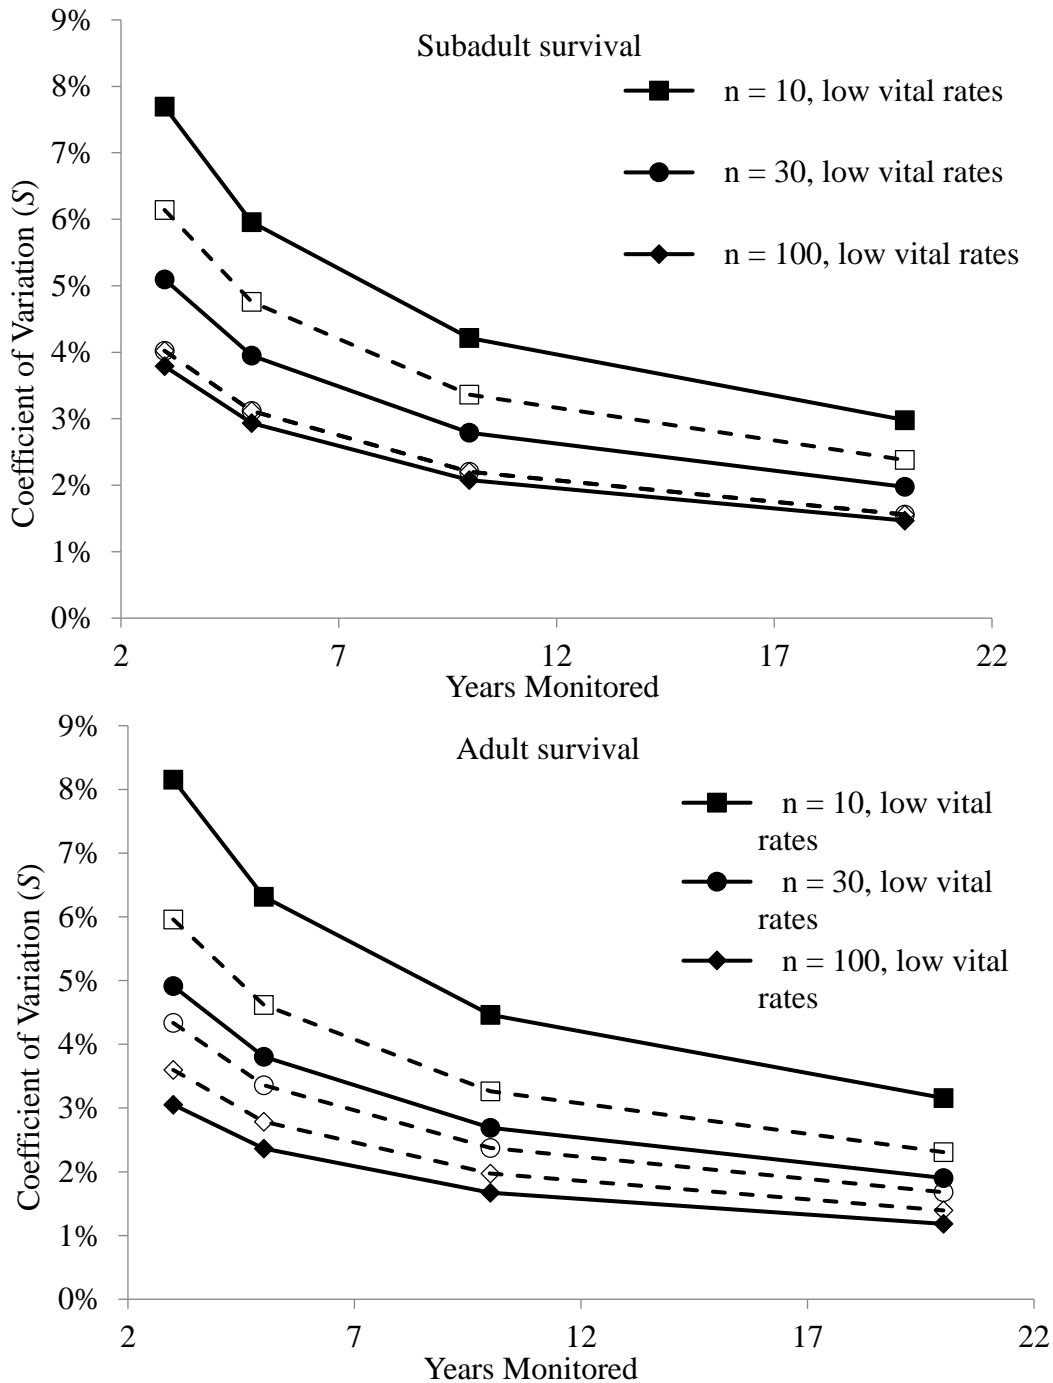 9%
Subadult survival
8%
n = 10, low vital rates
7%
n = 30, low vital rates
6%
n = 100, low vital rates
5%
4%
3%
2%
1%
0%
Coefficient of Variation (S)
2 7 12 17 22
Years Monitored
9%
Adult survival
8%
n = 10, low vital
rates
7%
n = 30, low vital
rates
6%
n = 100, low vital
rates
5%
4%
3%
2%
1%
0%
Coefficient of Variation (S)
2 7 12 17 22
Years Monitored